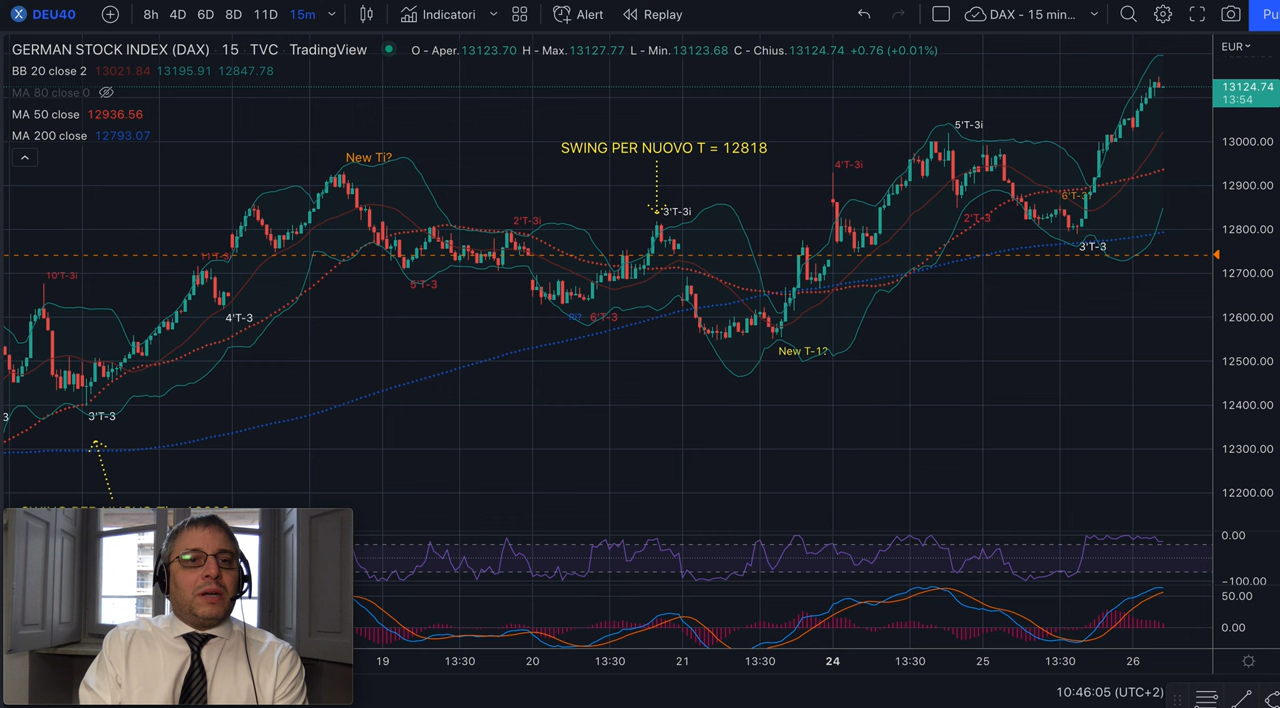 DEU40 8h 4D 6D 8D 11D 15m Indicatori Alert Replay DAX - 15 min... Pu
GERMAN STOCK INDEX (DAX) 15 TVC TradingView O - Aper.13123.70 H - Max.13127.77 L - Min.13123.68 C - Chius.13124.74 +0.76 (+0.01%) EUR
BB 20 close 2 13021.84 13195.91 12847.78
MA 80 close 0
MA 50 close 12936.56
MA 200 close 12793.07
13124.74
13:54
13000.00
12900.00
12800.00
12700.00
12600.00
12500.00
12400.00
12300.00
12200.00
0.00
-100.00
50.00
0.00
5'T-3i
SWING PER NUOVO T = 12818
New Ti?
4'T-3i
6'T-3?
3'T-3i
2'T-3i
2'T-3
3'T-3
11'T-3i
10'T-3i
5'T-3
4'T-3
6'T-3
New T-1?
3'T-3
3
19 13:30 20 13:30 21 13:30 24 13:30 25 13:30 26
10:46:05 (UTC+2)